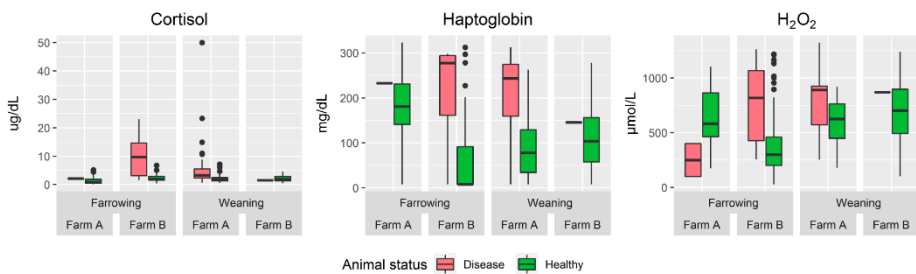 Cortisol
Haptoglobin
H₂O₂
ug/dL
50
40
30
20
10
0
mg/dL
300
200
100
0
µmol/L
1000
500
0
Farrowing Weaning
Farm A Farm B Farm A Farm B
Farrowing Weaning
Farm A Farm B Farm A Farm B
Farrowing Weaning
Farm A Farm B Farm A Farm B
Animal status Disease Healthy